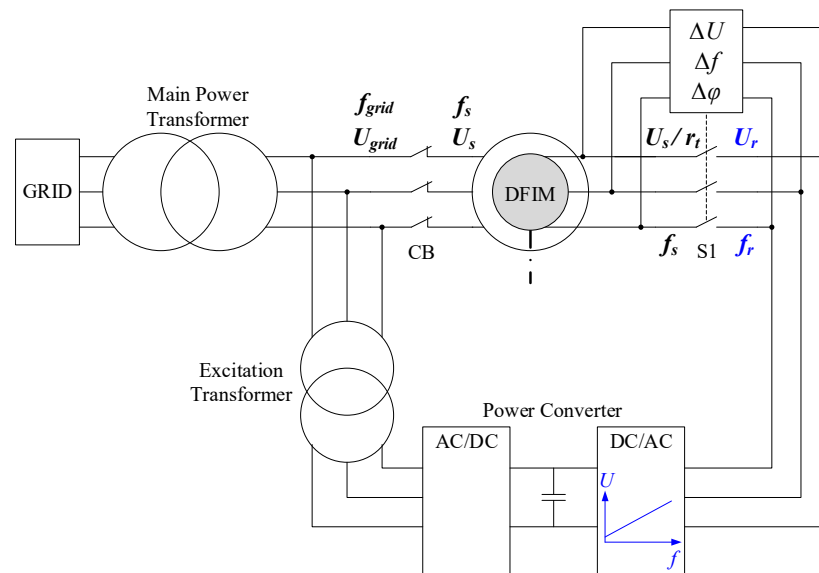 ΔU
Δf
Δφ
Main Power
Transformer
f_grid
f_s
U_grid
U_s
U_s/r_t
U_r
GRID
DFIM
CB
f_s
S1
f_r
Excitation
Transformer
Power Converter
AC/DC
DC/AC
U
f